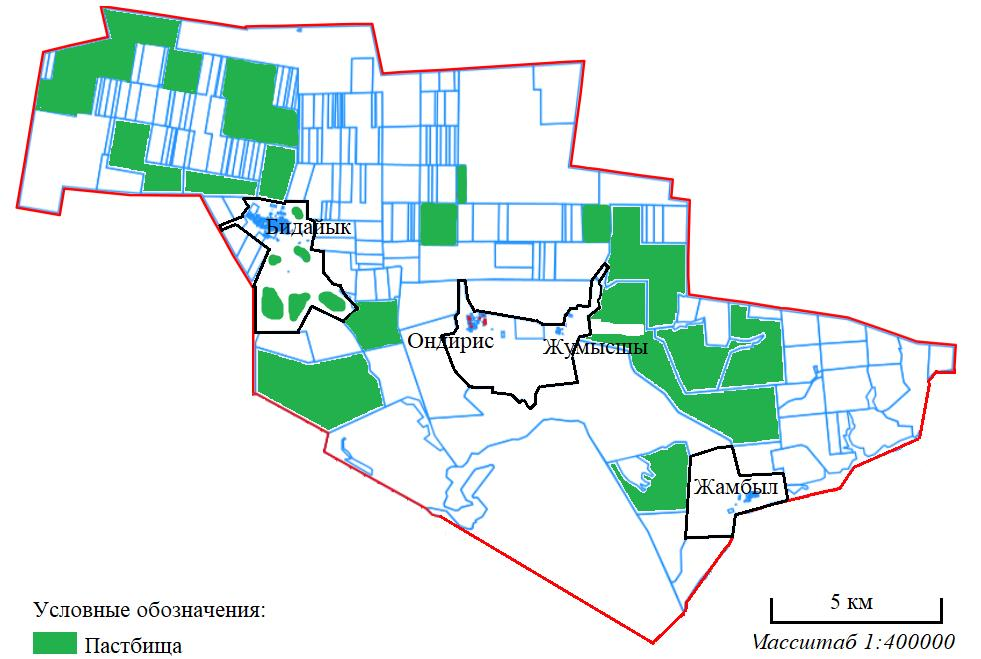 Бидайык
Ондирис
Жумысшы
Жамбыл
Условные обозначения:
Пастбища
5 км
Масштаб 1:400000